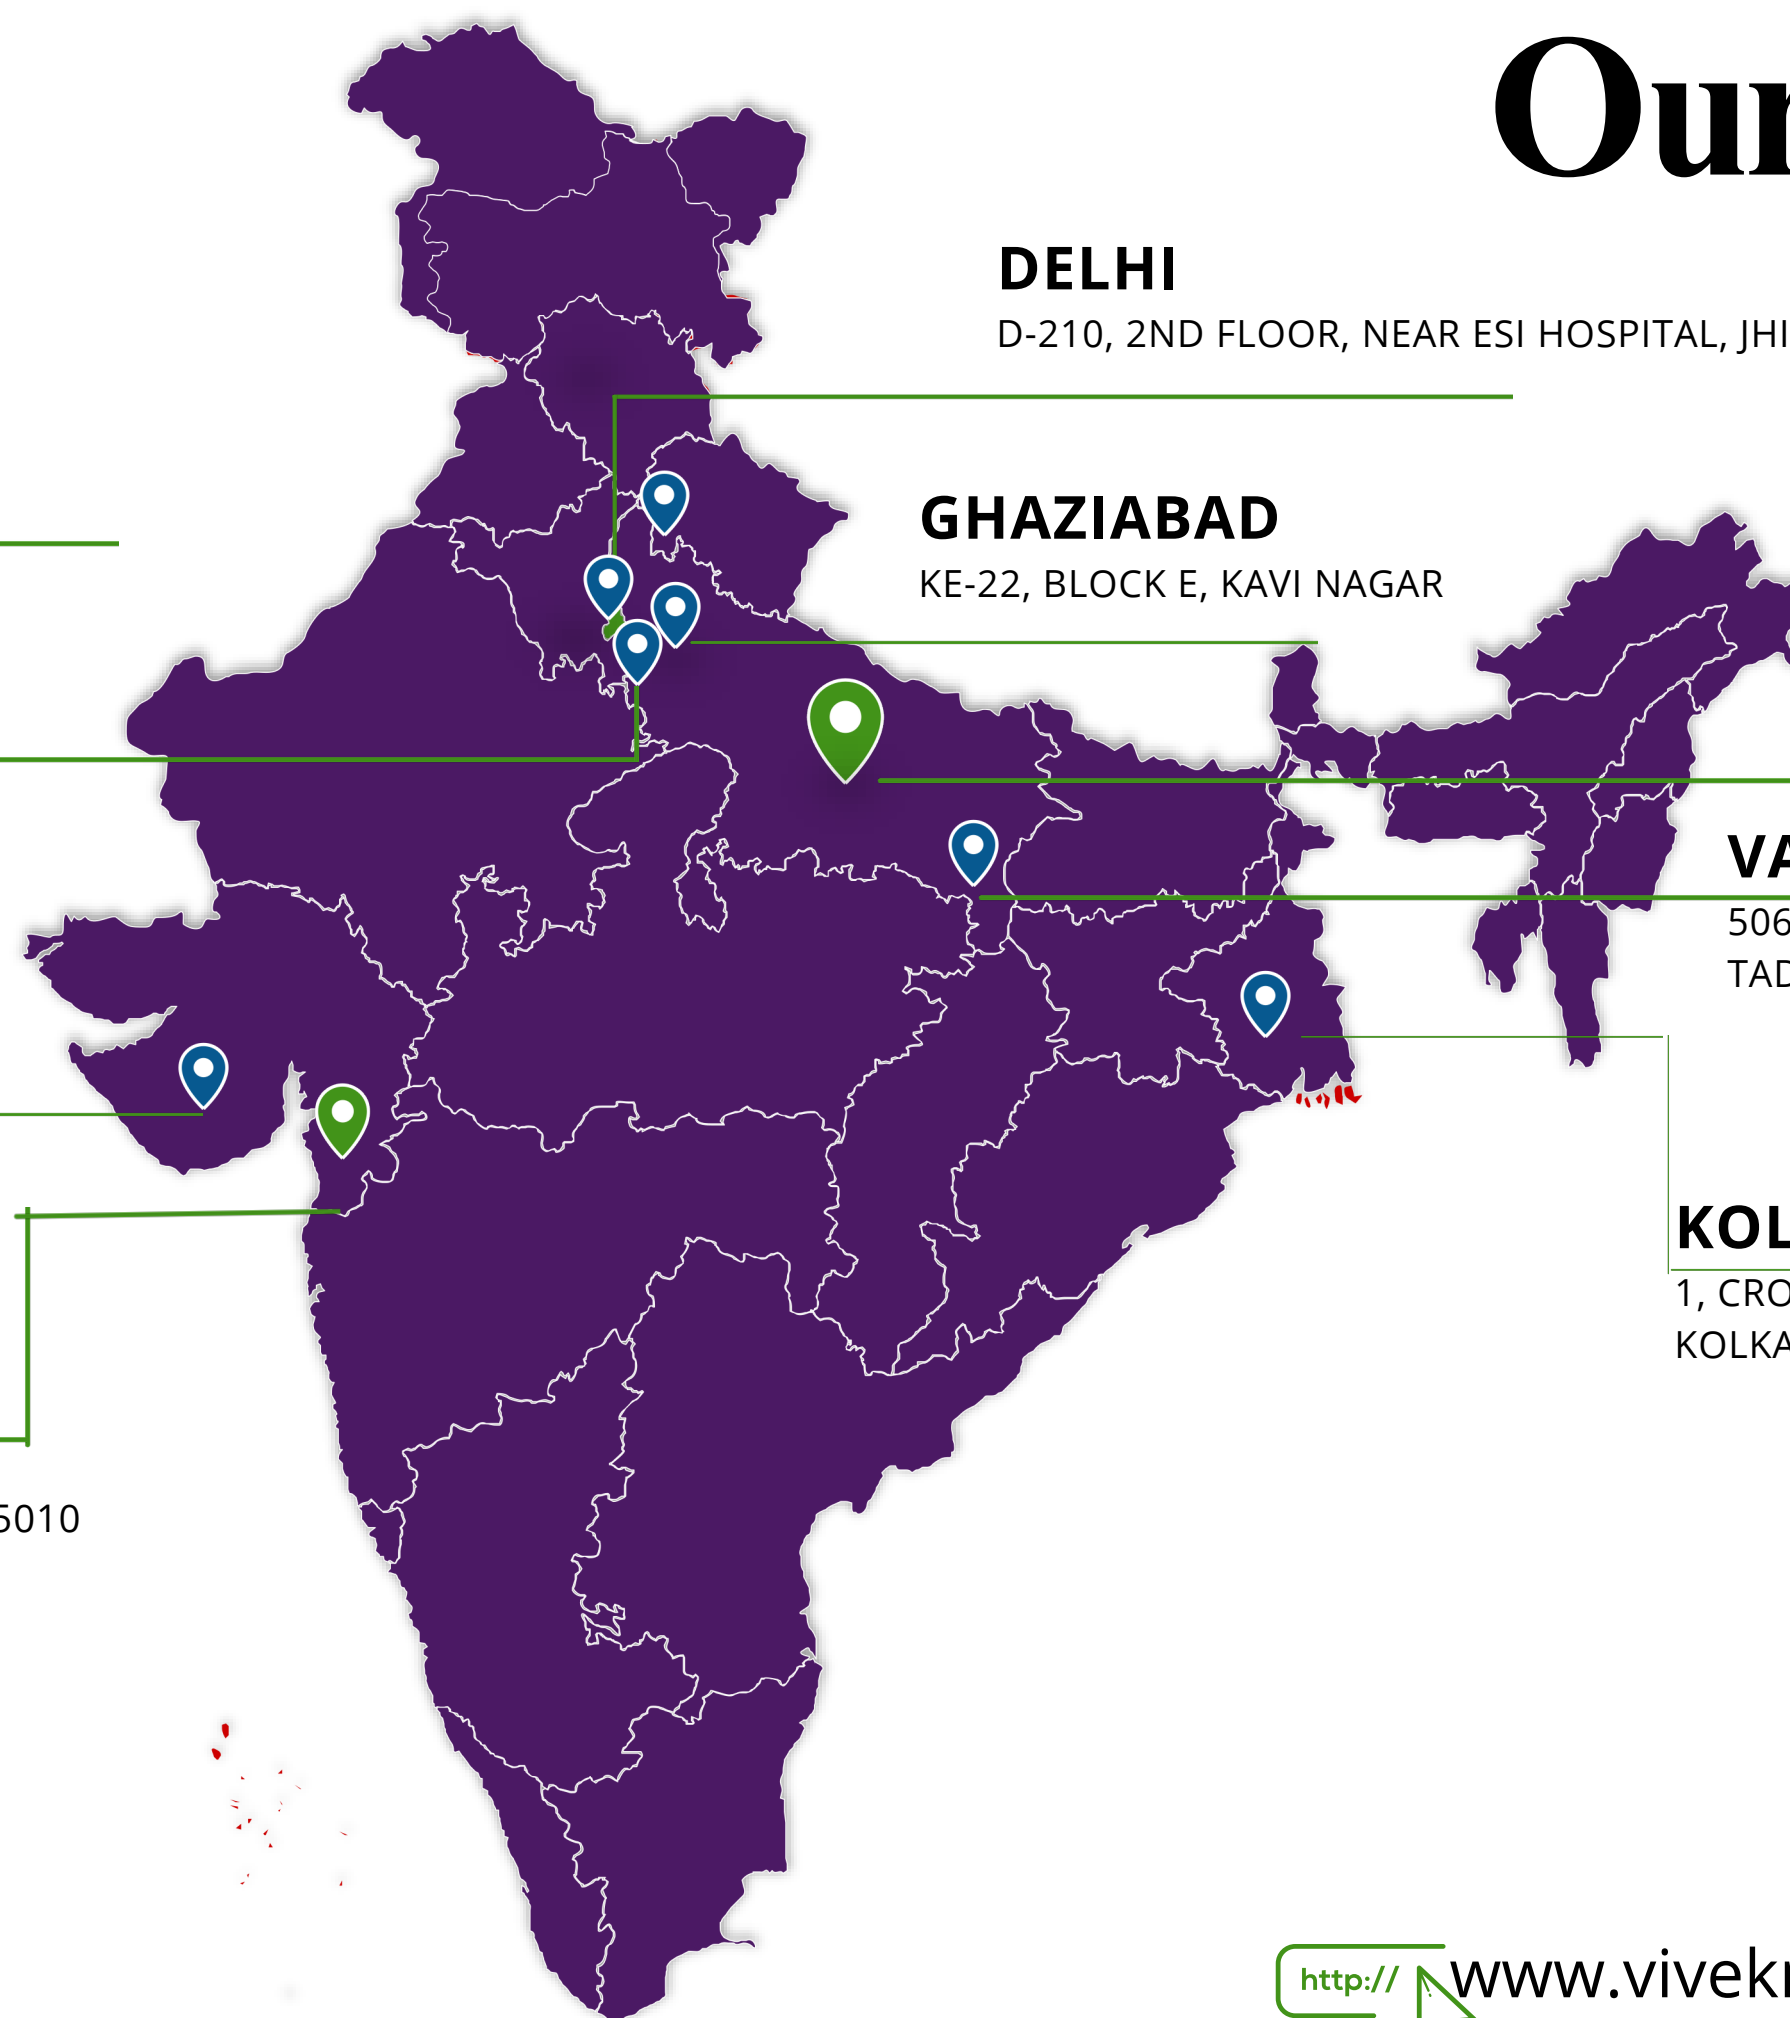 Our
DELHI
D-210, 2ND FLOOR, NEAR ESI HOSPITAL, JHI
GHAZIABAD
KE-22, BLOCK E, KAVI NAGAR
VA
506
TAD
KOL
1, CRO
KOLKA
5010
http:// www.vivekr